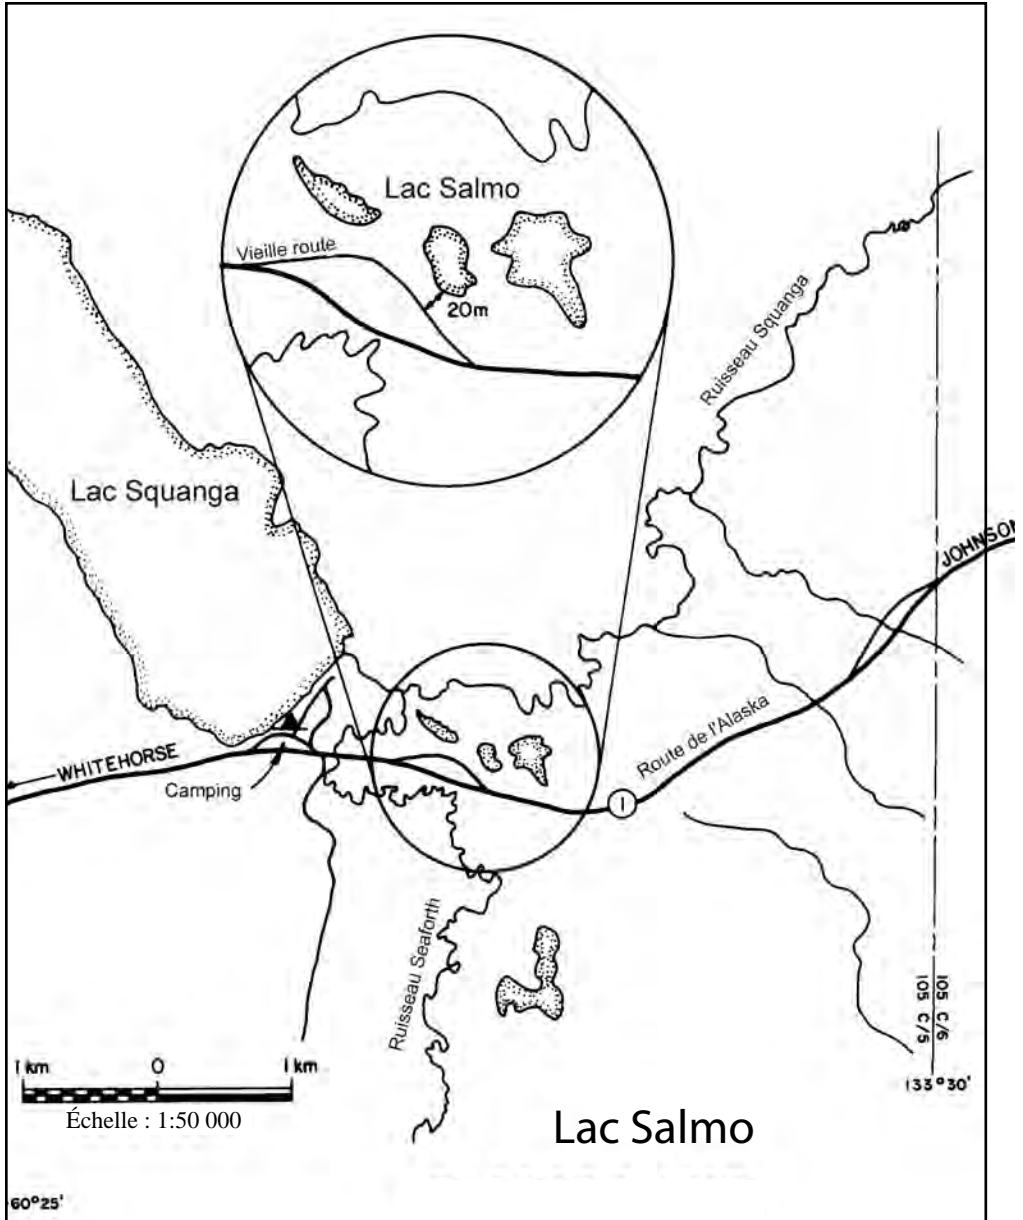 Lac Salmo
Vieille route
20m
Ruisseau Squanga
Lac Squanga
JOHNSON
WHITEHORSE
Camping
Route de l'Alaska
1
Ruisseau Seaforth
105 C/6
105 C/5
1 km 0 1 km
Échelle : 1:50 000
133°30'
Lac Salmo
60°25'